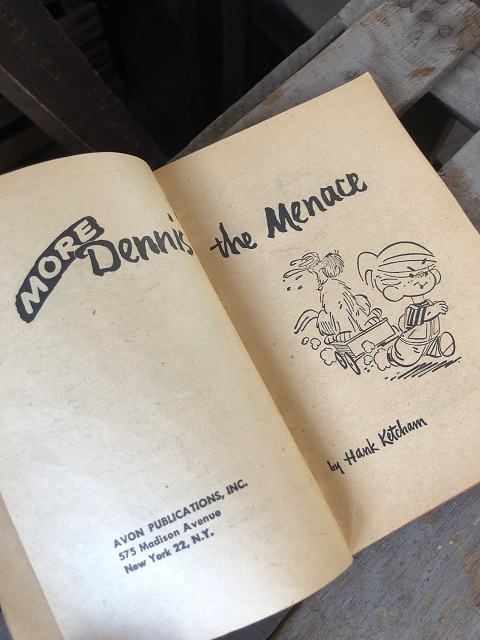 MORE
Dennis the Menace
by Hank Ketcham
AVON PUBLICATIONS, INC.
575 Madison Avenue
New York 22, N.Y.